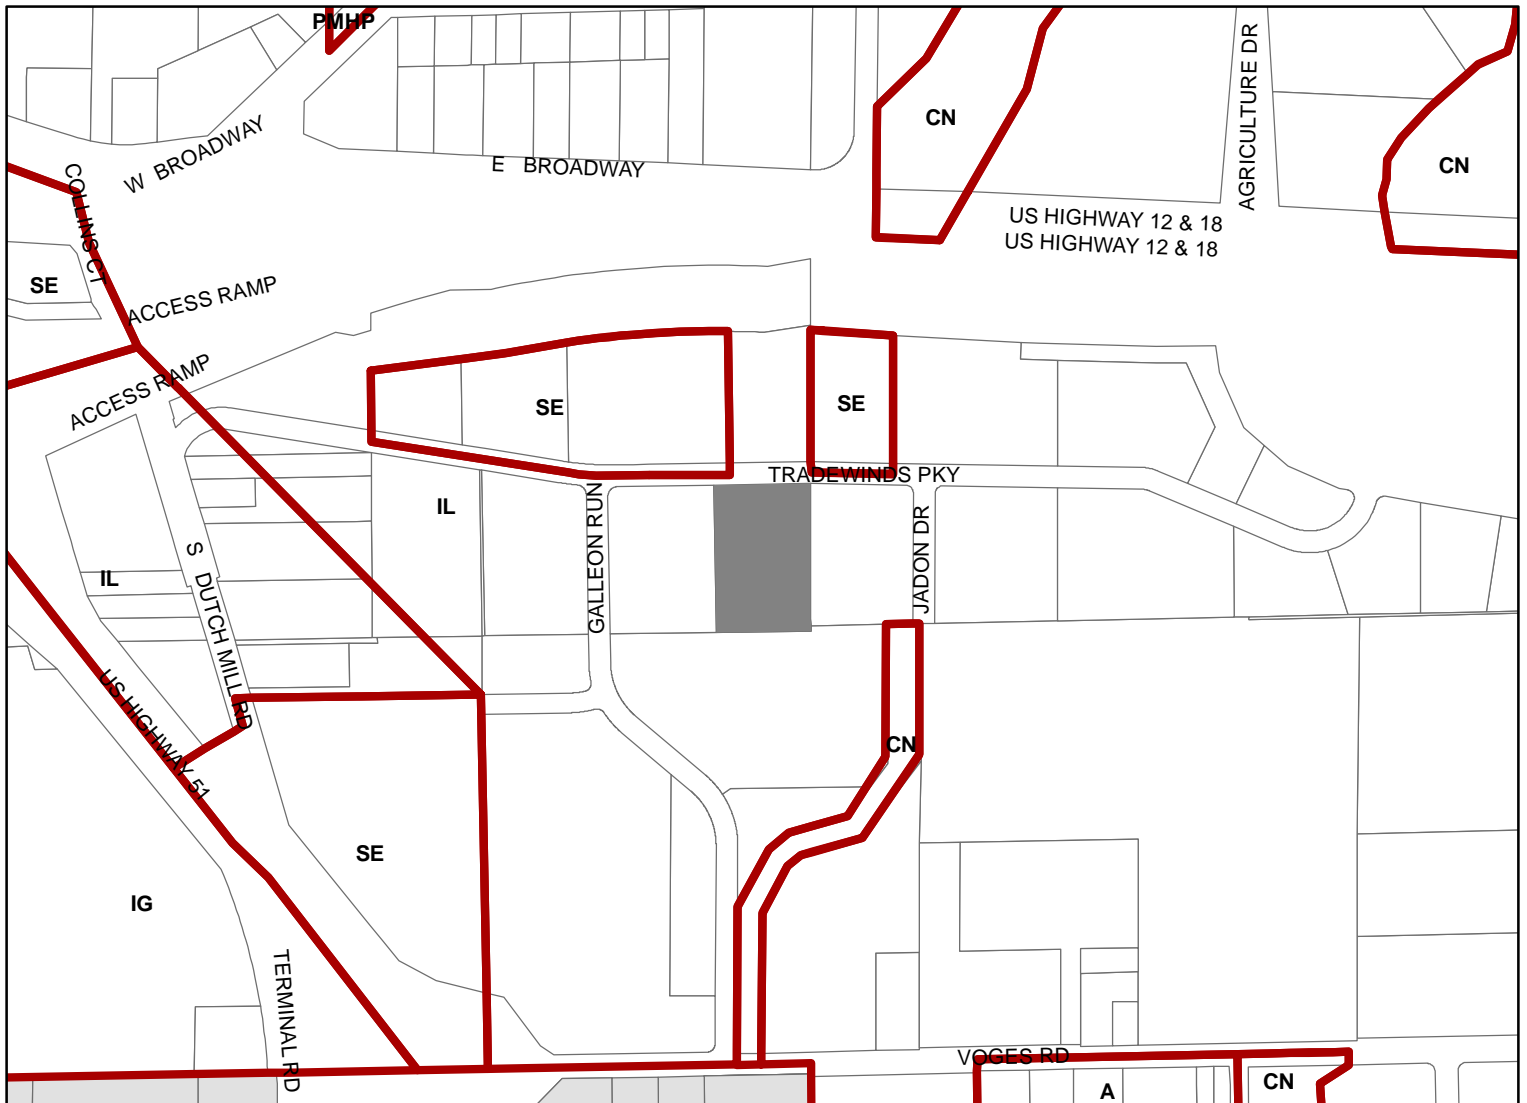 PMHP
CN
AGRICULTURE DR
W BROADWAY
E BROADWAY
CN
COLLINS CT
US HIGHWAY 12 & 18
US HIGHWAY 12 & 18
SE
ACCESS RAMP
ACCESS RAMP
SE
SE
TRADEWINDS PKY
IL
GALLEON RUN
JADON DR
IL
S DUTCH MILL RD
US HIGHWAY 51
CN
SE
IG
TERMINAL RD
VOGES RD
A
CN